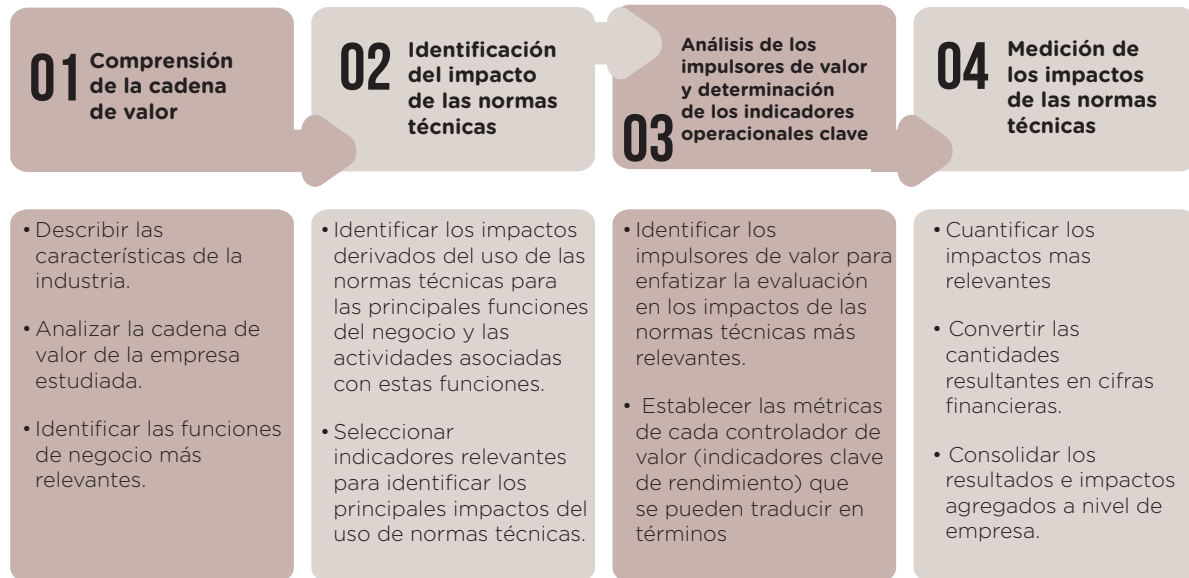 01
Comprensión
de la cadena
de valor
02
Identificación
del impacto
de las normas
técnicas
03
Análisis de los
impulsores de valor
y determinación
de los indicadores
operacionales clave
04
Medición de
los impactos
de las normas
técnicas
• Describir las
características de la
industria.
• Analizar la cadena de
valor de la empresa
estudiada.
• Identificar las funciones
de negocio más
relevantes.
• Identificar los impactos
derivados del uso de las
normas técnicas para
las principales funciones
del negocio y las
actividades asociadas
con estas funciones.
• Seleccionar
indicadores relevantes
para identificar los
principales impactos del
uso de normas técnicas.
• Identificar los
impulsores de valor para
enfatizar la evaluación
en los impactos de las
normas técnicas más
relevantes.
• Establecer las métricas
de cada controlador de
valor (indicadores clave
de rendimiento) que
se pueden traducir en
términos
• Cuantificar los
impactos mas
relevantes
• Convertir las
cantidades
resultantes en cifras
financieras.
• Consolidar los
resultados e impactos
agregados a nivel de
empresa.